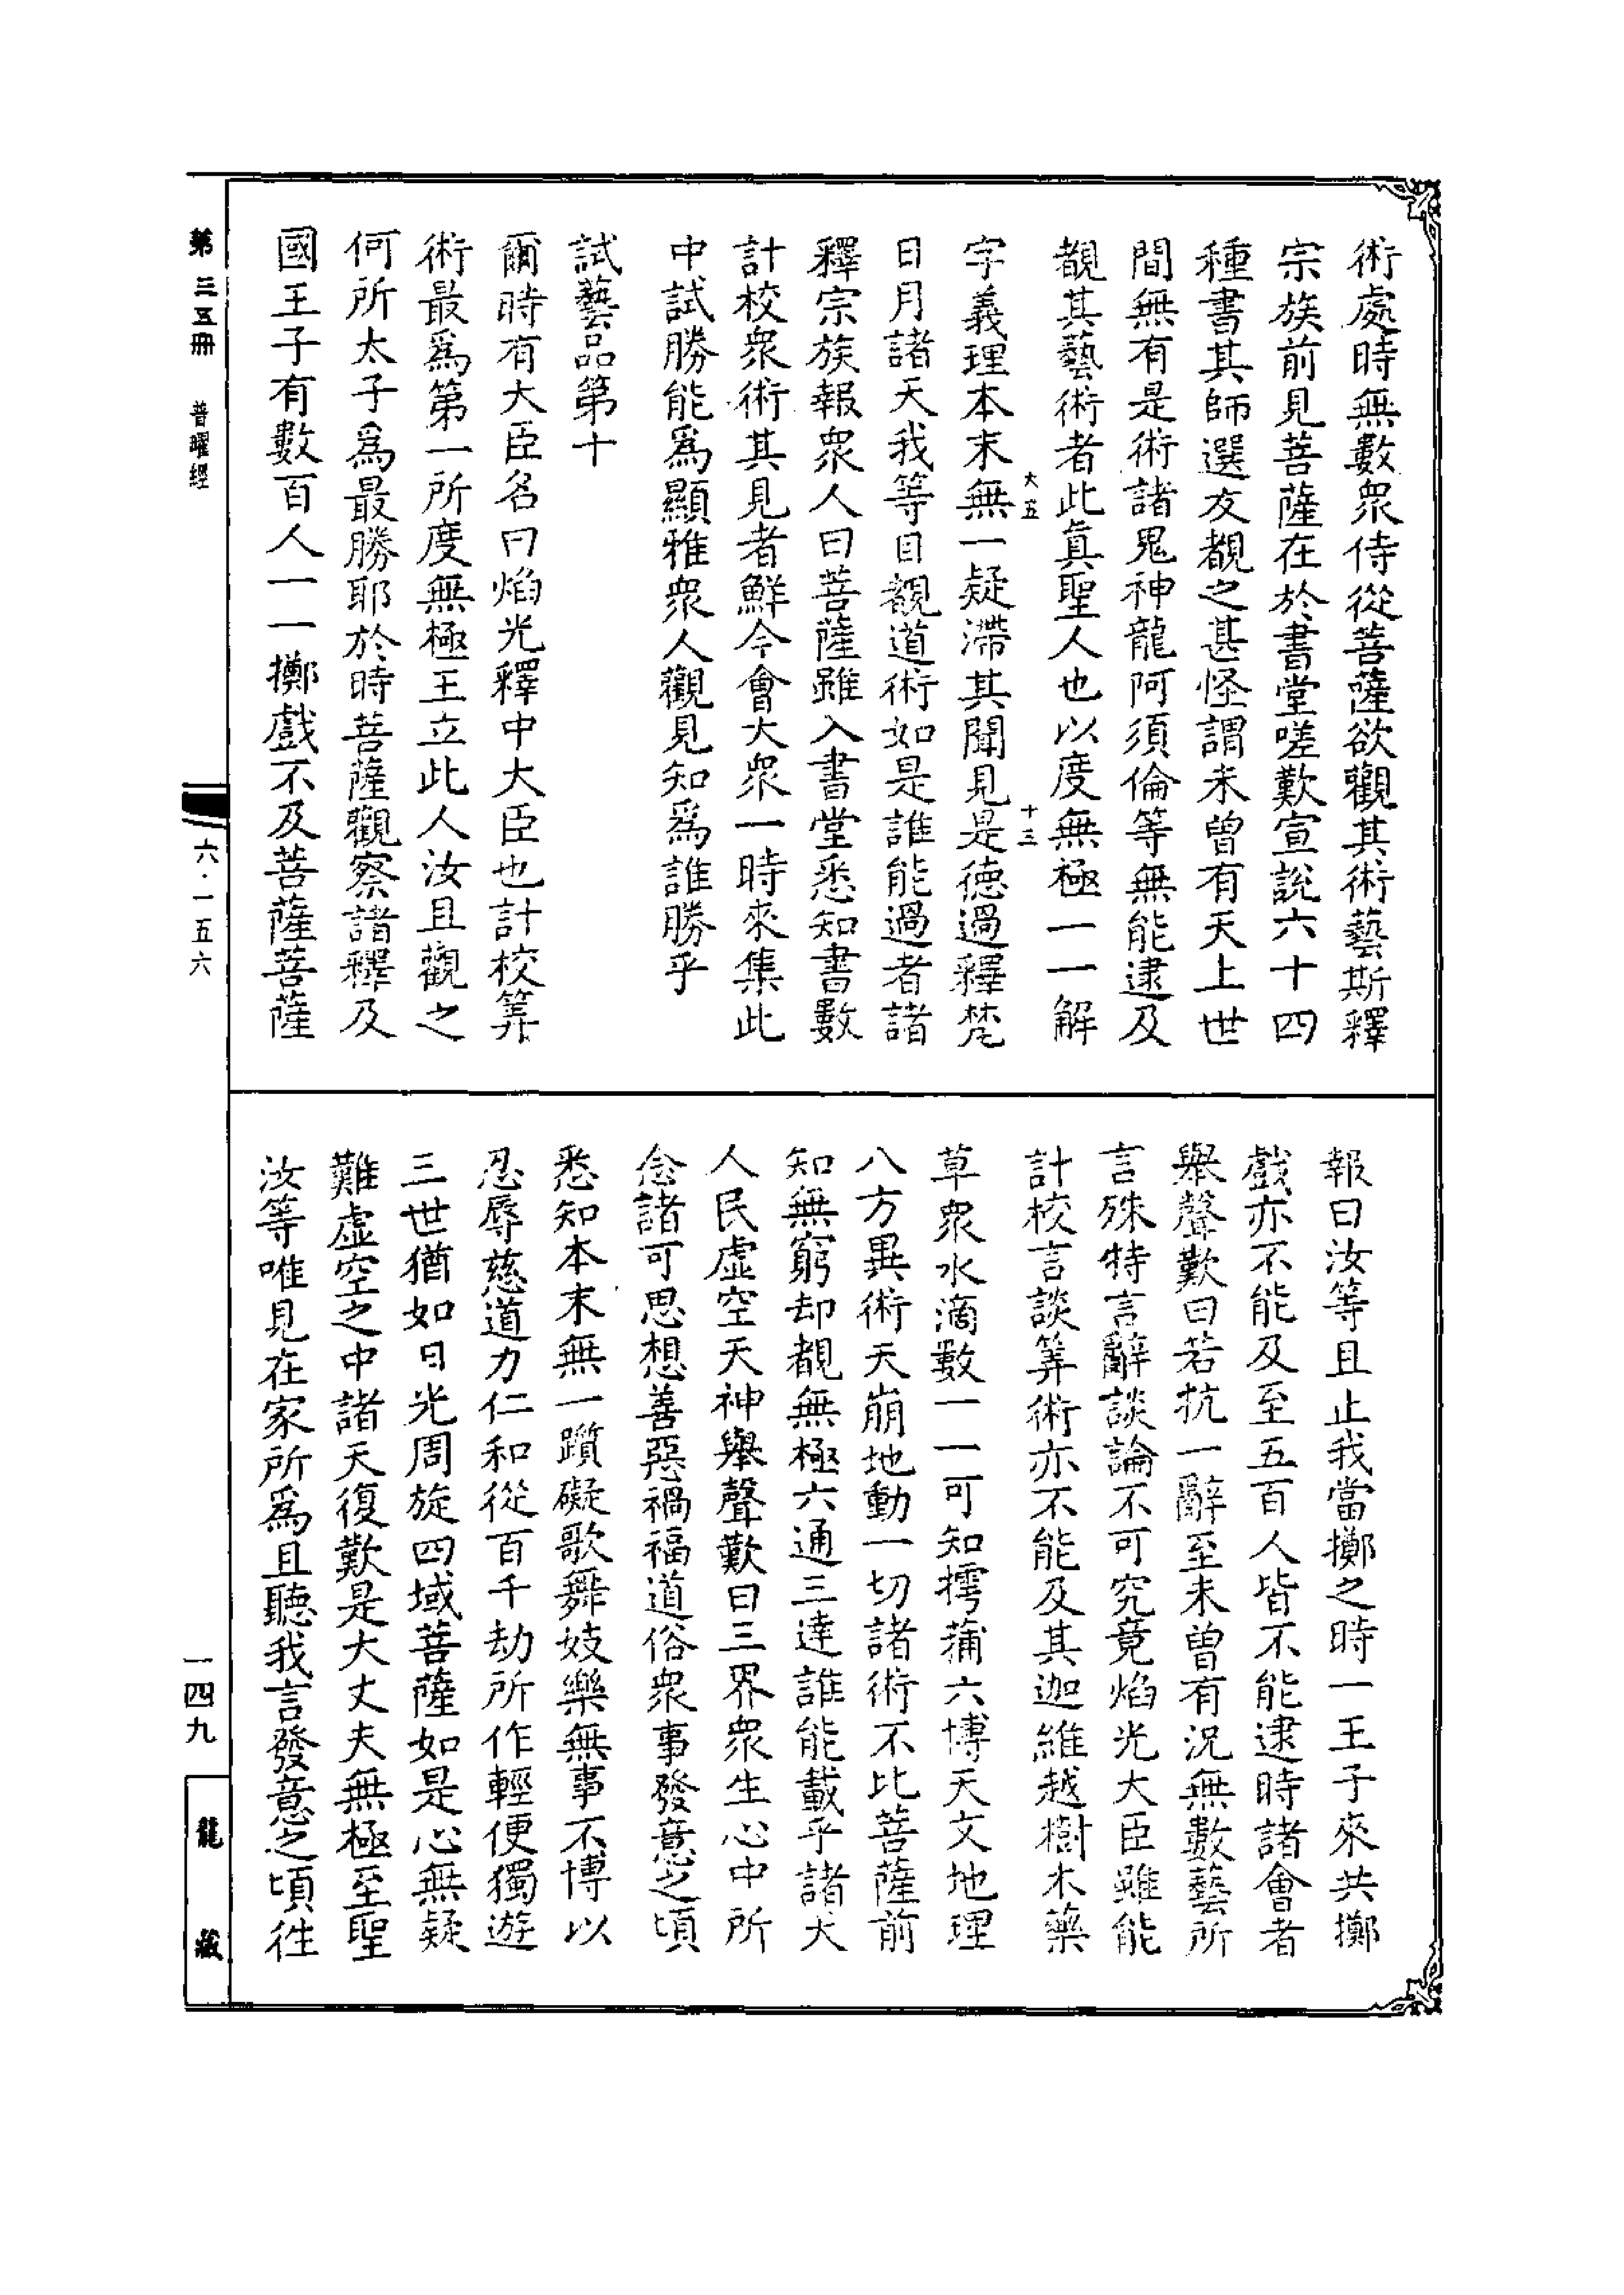 術處時無數眾侍從菩薩欲觀其術藝斯釋
宗族前見菩薩在於書堂嗟歎宣說六十四
種書其師選友覩之甚怪謂未曾有天上世
間無有是術諸鬼神龍阿須倫等無能逮及
覩其藝術者此真聖人也以度無極一一解
大五
十三
字義理本末無一疑滯其聞見是德過釋梵
日月諸天我等目覩道術如是誰能過者諸
釋宗族報眾人曰菩薩雖入書堂悉知書數
計校眾術其見者鮮今會大眾一時來集此
中試勝能為顯雅眾人觀見知為誰勝乎
試藝品第十
爾時有大臣名曰焰光釋中大臣也計校筭
術最為第一所度無極王立此人汝且觀之
何所太子為最勝耶於時菩薩觀察諸釋及
國王子有數百人一一擲戲不及菩薩菩薩
報曰汝等且止我當擲之時一王子來共擲
戲亦不能及至五百人皆不能逮時諸會者
舉聲歎曰若抗一辭至未曾有況無數藝所
言殊特言辭談論不可究竟焰光大臣雖能
計校言談筭術亦不能及其迦維越樹木藥
草眾水滴數一一可知摴蒱六博天文地理
八方異術天崩地動一切諸術不比菩薩前
知無窮却覩無極六通三達誰能載乎諸天
人民虛空天神舉聲歎曰三界眾生心中所
念諸可思想善惡禍福道俗眾事發意之頃
悉知本末無一躓礙歌舞妓樂無事不博以
忍辱慈道力仁和從百千劫所作輕便獨遊
三世猶如日光周旋四域菩薩如是心無疑
難虛空之中諸天復歎是大丈夫無極至聖
汝等唯見在家所為且聽我言發意之頃往
第三五冊 普曜經
六·一五六
一四九
龍藏